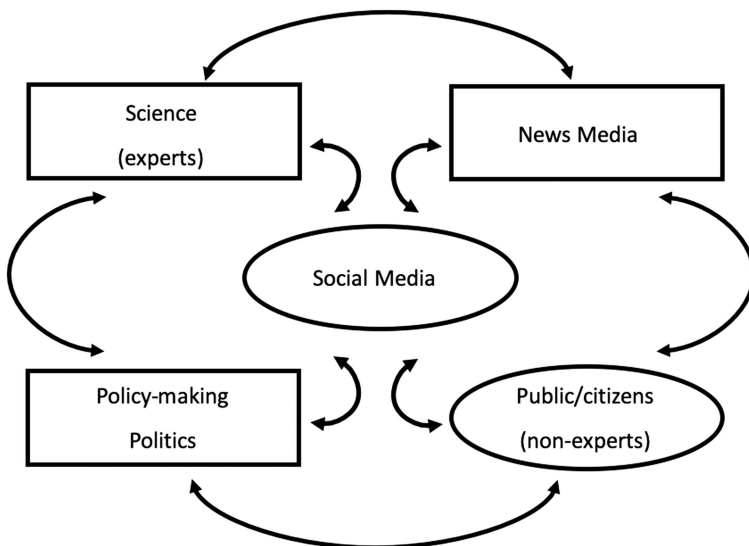 Science
(experts)
News Media
Social Media
Policy-making
Politics
Public/citizens
(non-experts)